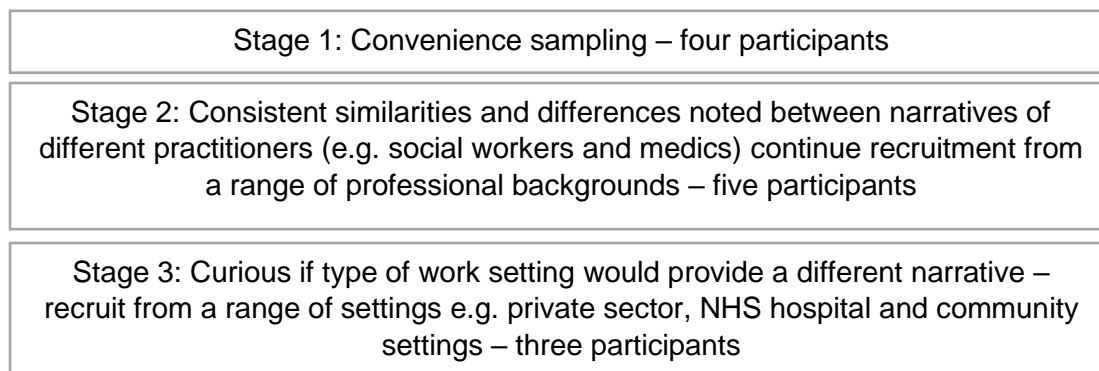 Stage 1: Convenience sampling – four participants
Stage 2: Consistent similarities and differences noted between narratives of
different practitioners (e.g. social workers and medics) continue recruitment from
a range of professional backgrounds – five participants
Stage 3: Curious if type of work setting would provide a different narrative –
recruit from a range of settings e.g. private sector, NHS hospital and community
settings – three participants